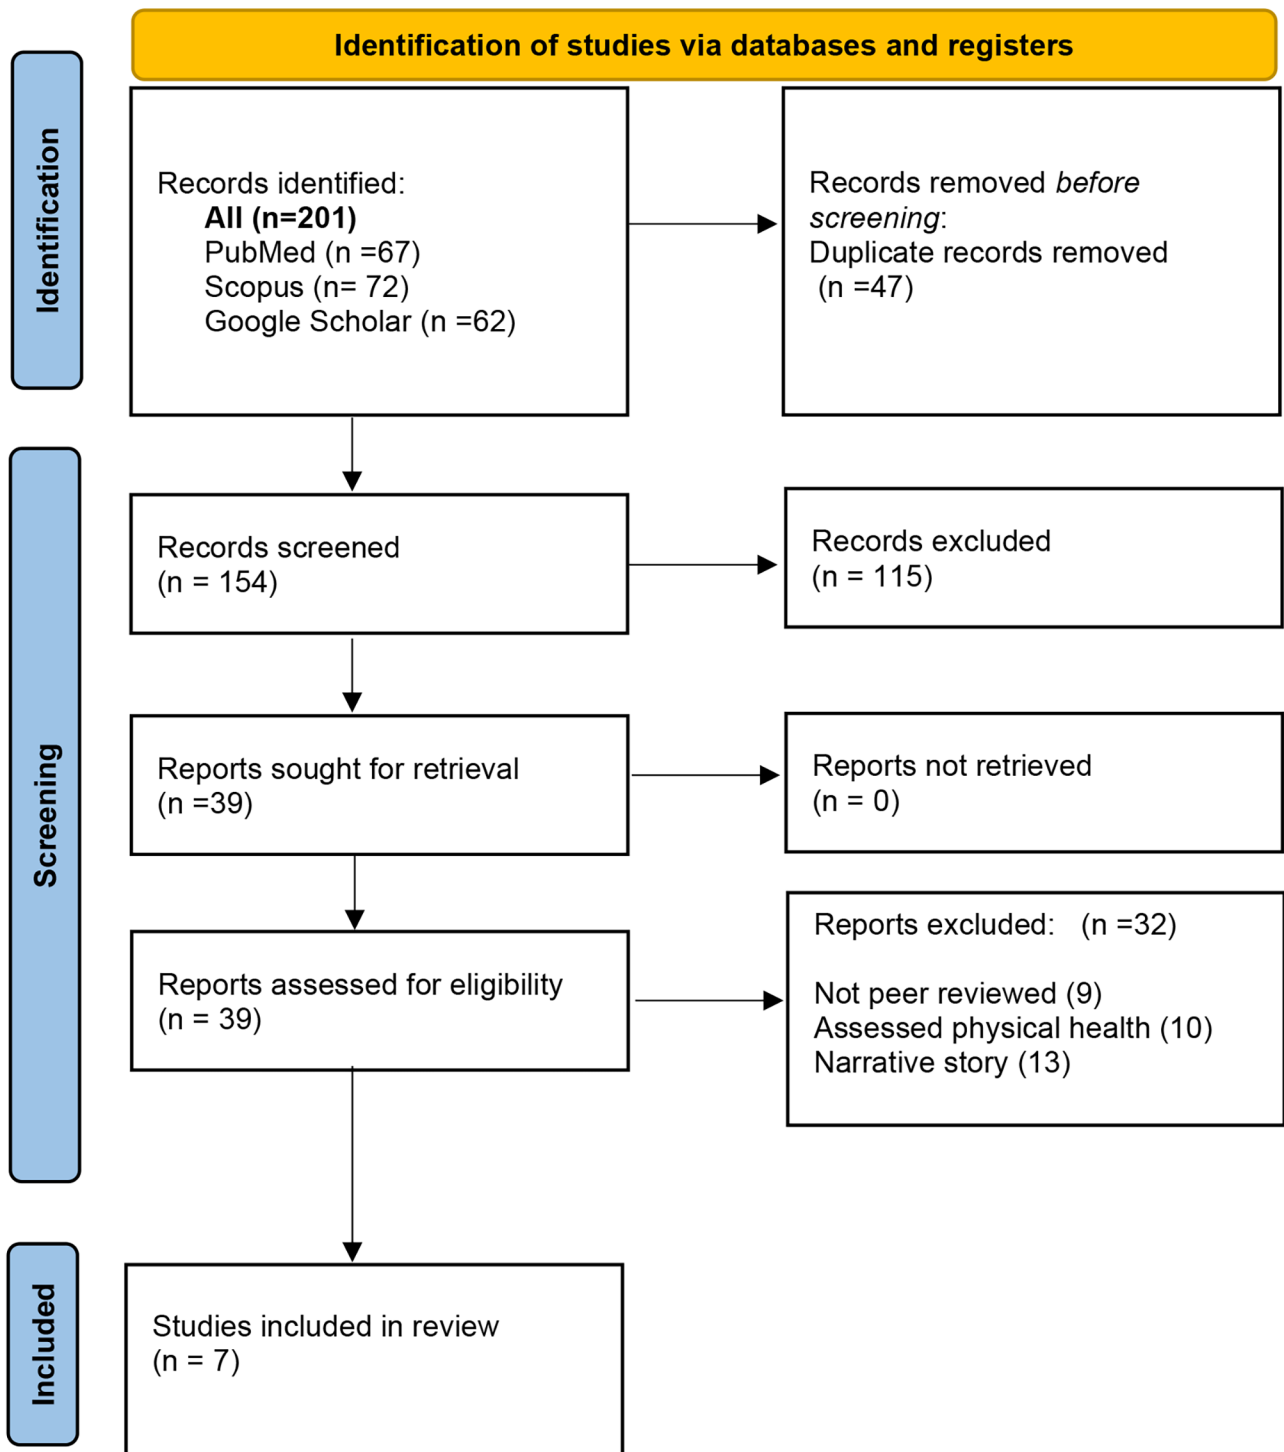 Identification of studies via databases and registers
Identification
Records identified:
All (n=201)
PubMed (n =67)
Scopus (n= 72)
Google Scholar (n =62)
Records removed before
screening:
Duplicate records removed
(n =47)
Screening
Records screened
(n = 154)
Records excluded
(n = 115)
Reports sought for retrieval
(n =39)
Reports not retrieved
(n = 0)
Reports assessed for eligibility
(n = 39)
Reports excluded:   (n =32)
Not peer reviewed (9)
Assessed physical health (10)
Narrative story (13)
Included
Studies included in review
(n = 7)